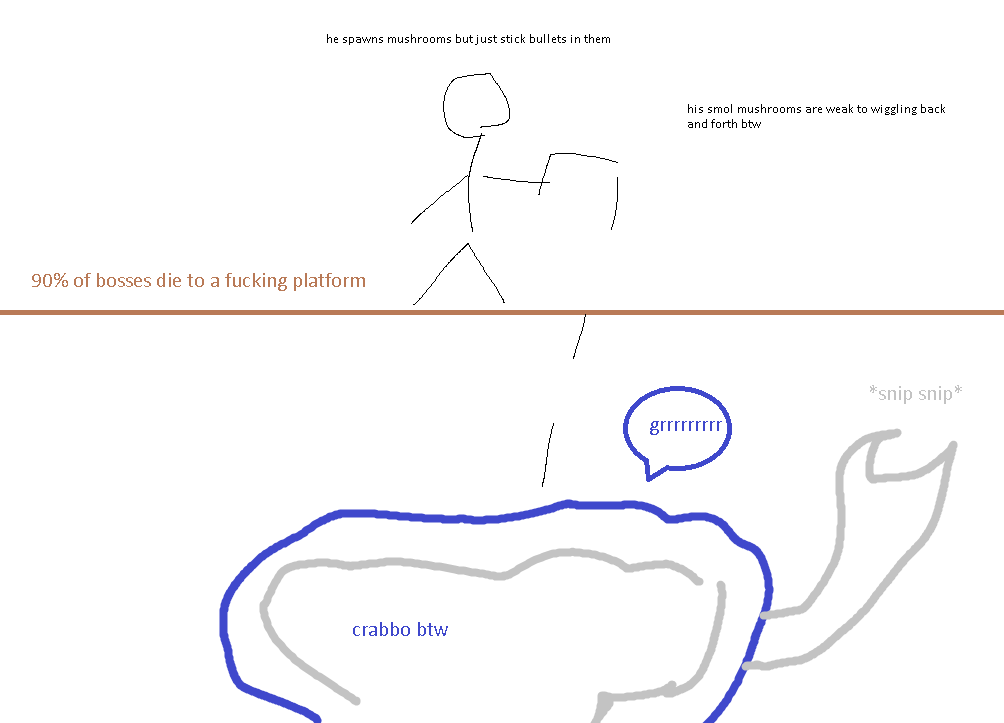 he spawns mushrooms but just stick bullets in them
his smol mushrooms are weak to wiggling back
and forth btw
90% of bosses die to a fucking platform
*snip snip*
grrrrrrrrr
crabbo btw